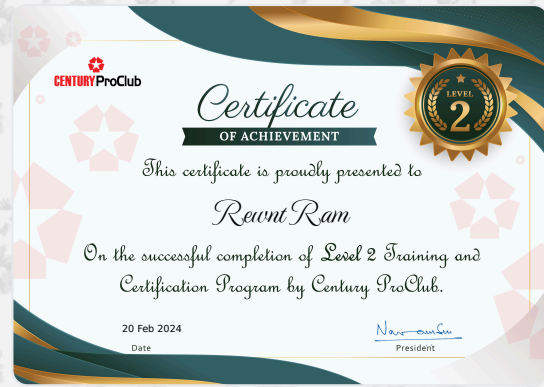 CENTURY ProClub
Certificate
OF ACHIEVEMENT
LEVEL
2
This certificate is proudly presented to
Rewnt Ram
On the successful completion of Level 2 Training and
Certification Program by Century ProClub.
20 Feb 2024
Date
President